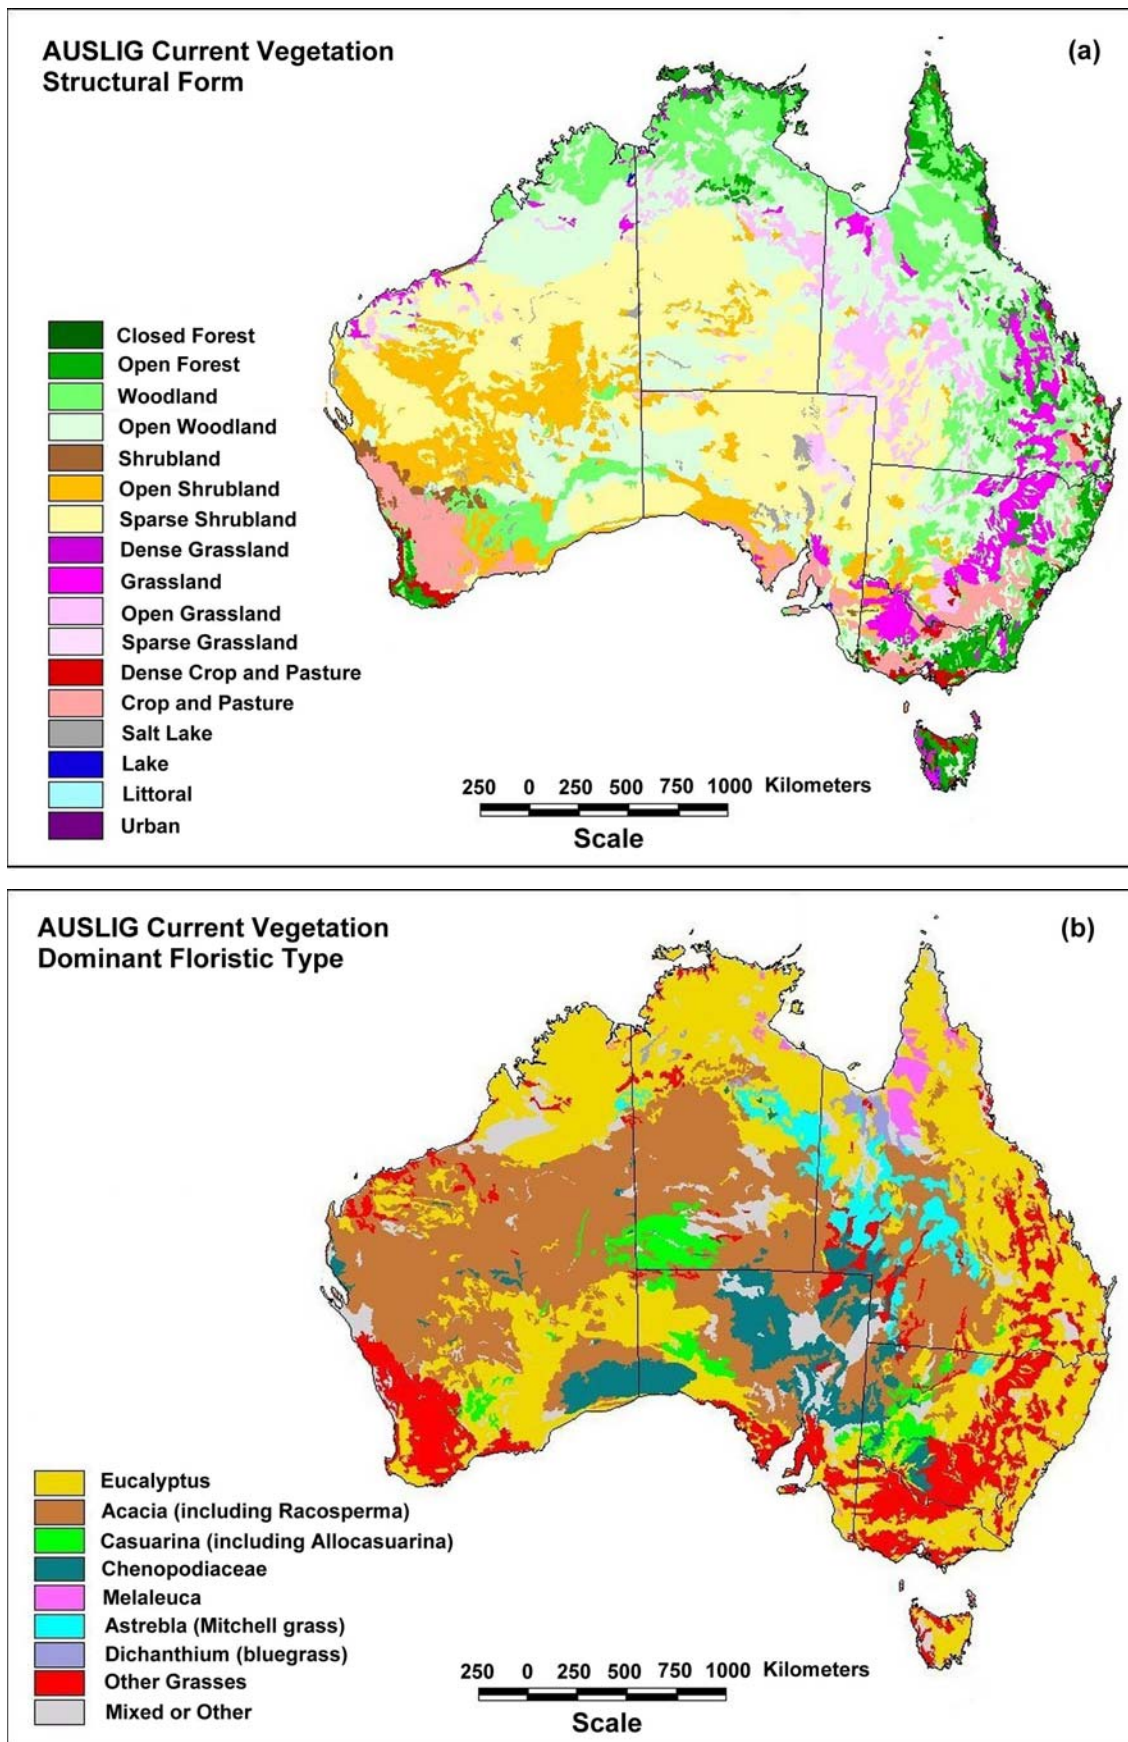 AUSLIG Current Vegetation
Structural Form
(a)
Closed Forest
Open Forest
Woodland
Open Woodland
Shrubland
Open Shrubland
Sparse Shrubland
Dense Grassland
Grassland
Open Grassland
Sparse Grassland
Dense Crop and Pasture
Crop and Pasture
Salt Lake
Lake
Littoral
Urban
250 0 250 500 750 1000 Kilometers
Scale
AUSLIG Current Vegetation
Dominant Floristic Type
(b)
Eucalyptus
Acacia (including Racosperma)
Casuarina (including Allocasuarina)
Chenopodiaceae
Melaleuca
Astrebla (Mitchell grass)
Dichanthium (bluegrass)
Other Grasses
Mixed or Other
250 0 250 500 750 1000 Kilometers
Scale